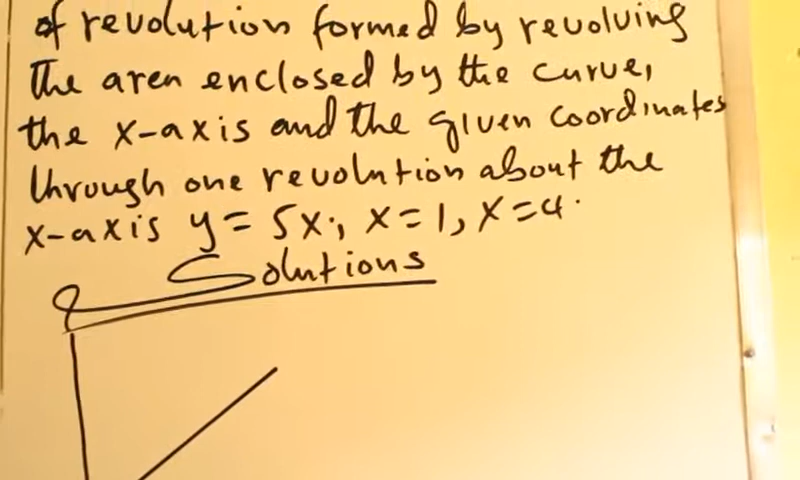 of revolution formed by revolving
the area enclosed by the curve,
the x-axis and the given coordinates
through one revolution about the
x-axis y = 5x; x=1, x=4.
Solutions